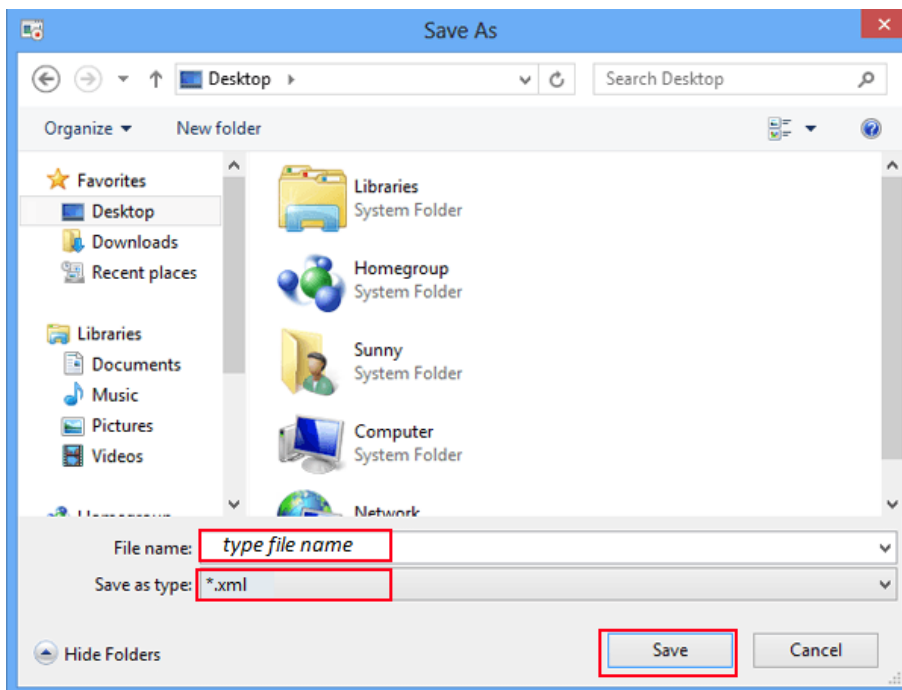 Save As
Desktop
Search Desktop
Organize
New folder
Favorites
Desktop
Downloads
Recent places
Libraries
Documents
Music
Pictures
Videos
Libraries
System Folder
Homegroup
System Folder
Sunny
System Folder
Computer
System Folder
Network
File name: type file name
Save as type: *.xml
Hide Folders
Save
Cancel